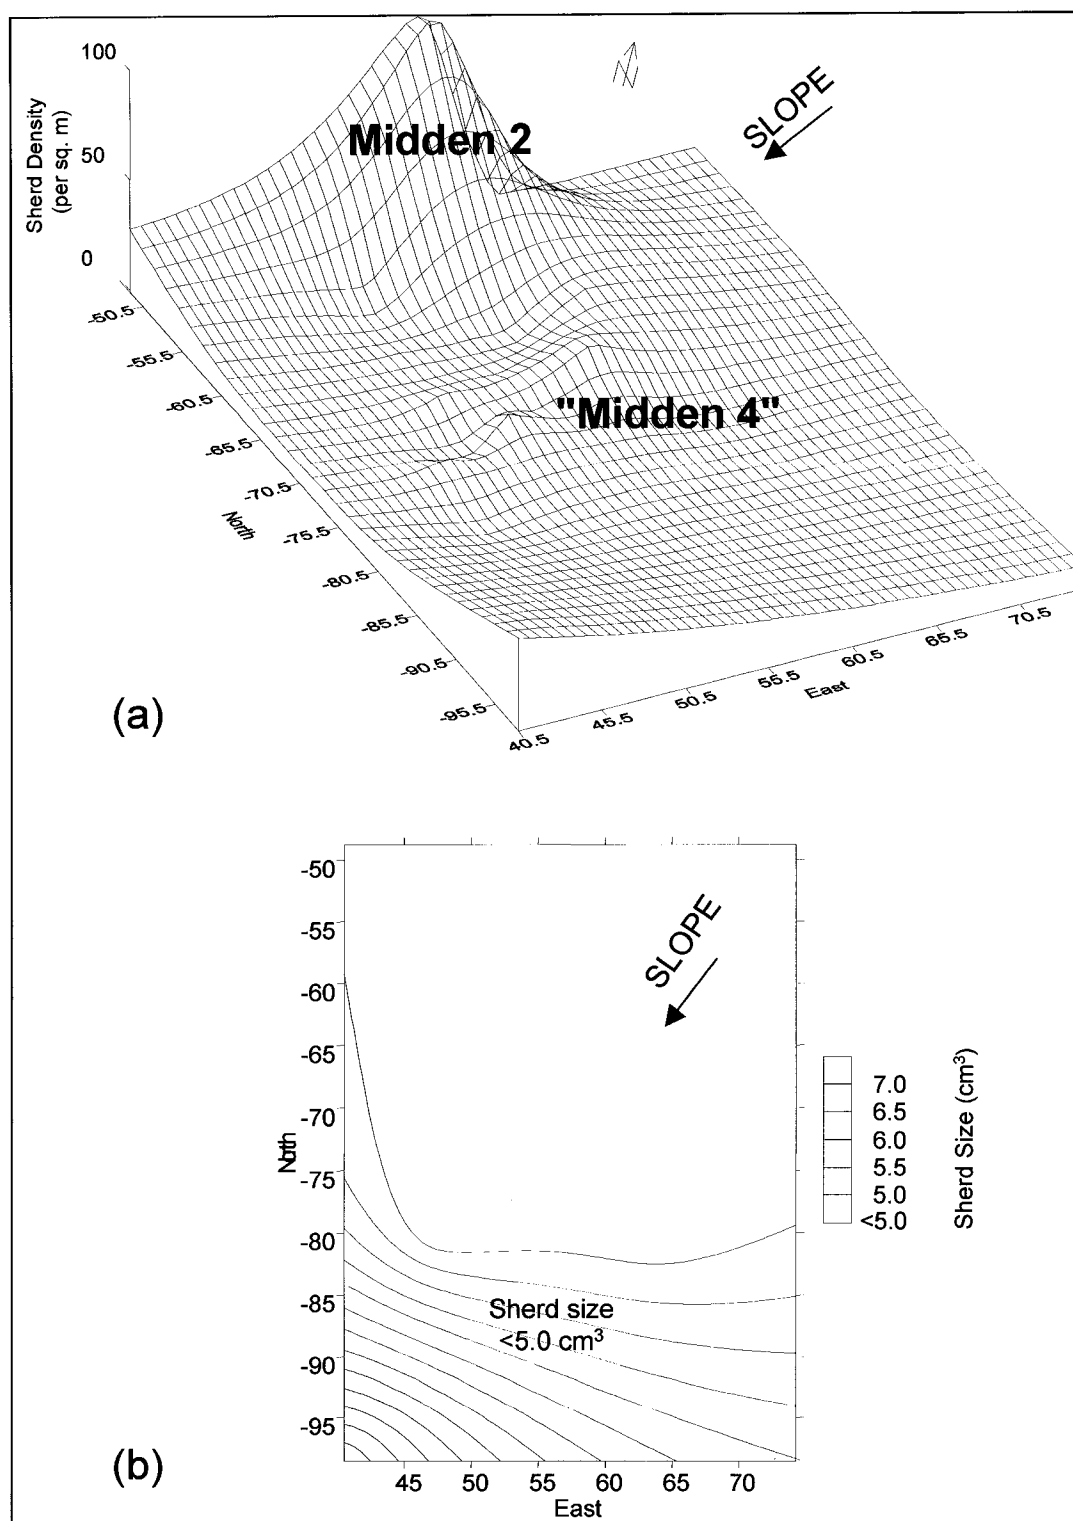 100
50
0
Sherd Density
(per sq. m)
Midden 2
N
SLOPE
"Midden 4"
-50.5
-55.5
-60.5
-65.5
-70.5
-75.5
-80.5
-85.5
-90.5
-95.5
North
40.5
45.5
50.5
55.5
60.5
65.5
70.5
East
(a)
-50
-55
-60
-65
-70
-75
-80
-85
-90
-95
North
SLOPE
Sherd size
<5.0 cm³
7.0
6.5
6.0
5.5
5.0
<5.0
Sherd Size (cm³)
45
50
55
60
65
70
East
(b)